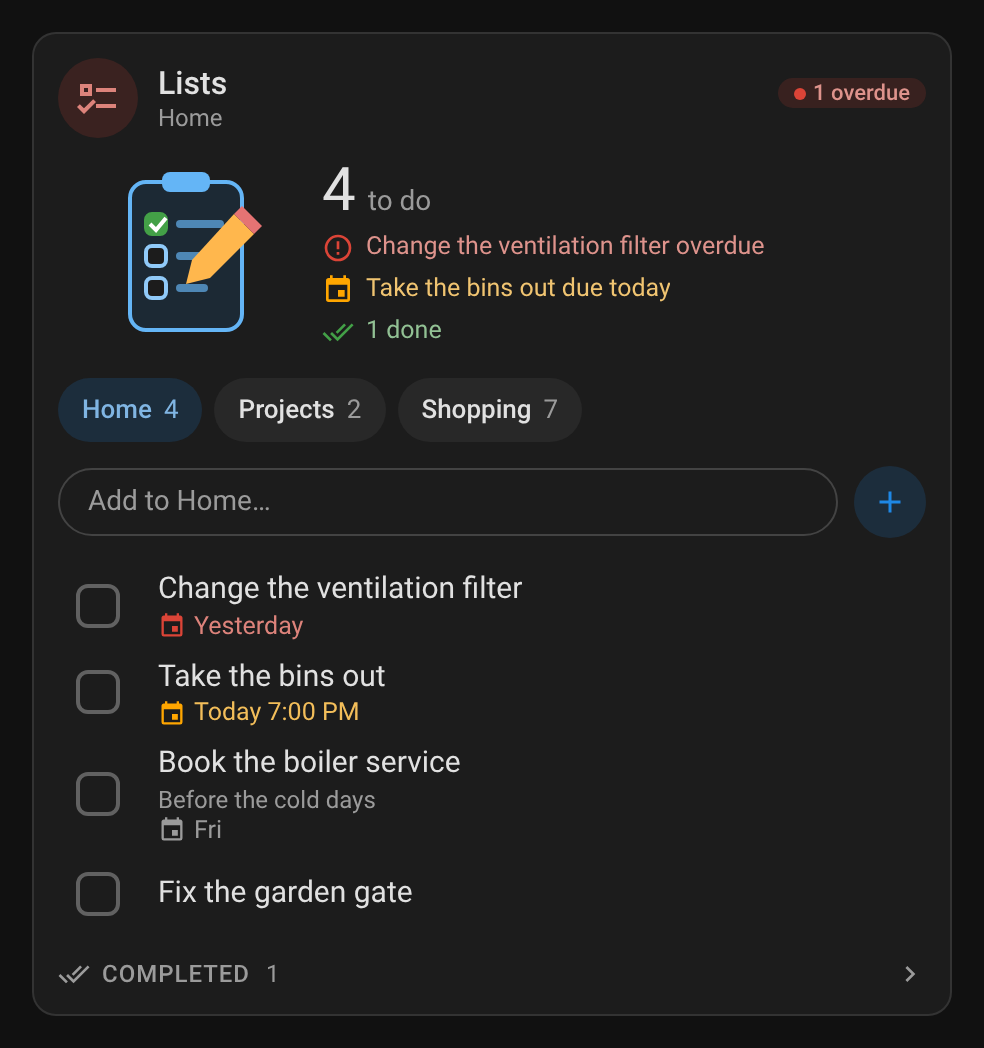 Lists
Home
1 overdue
4 to do
Change the ventilation filter overdue
Take the bins out due today
1 done
Home 4
Projects 2
Shopping 7
Add to Home…
Change the ventilation filter
Yesterday
Take the bins out
Today 7:00 PM
Book the boiler service
Before the cold days
Fri
Fix the garden gate
COMPLETED 1